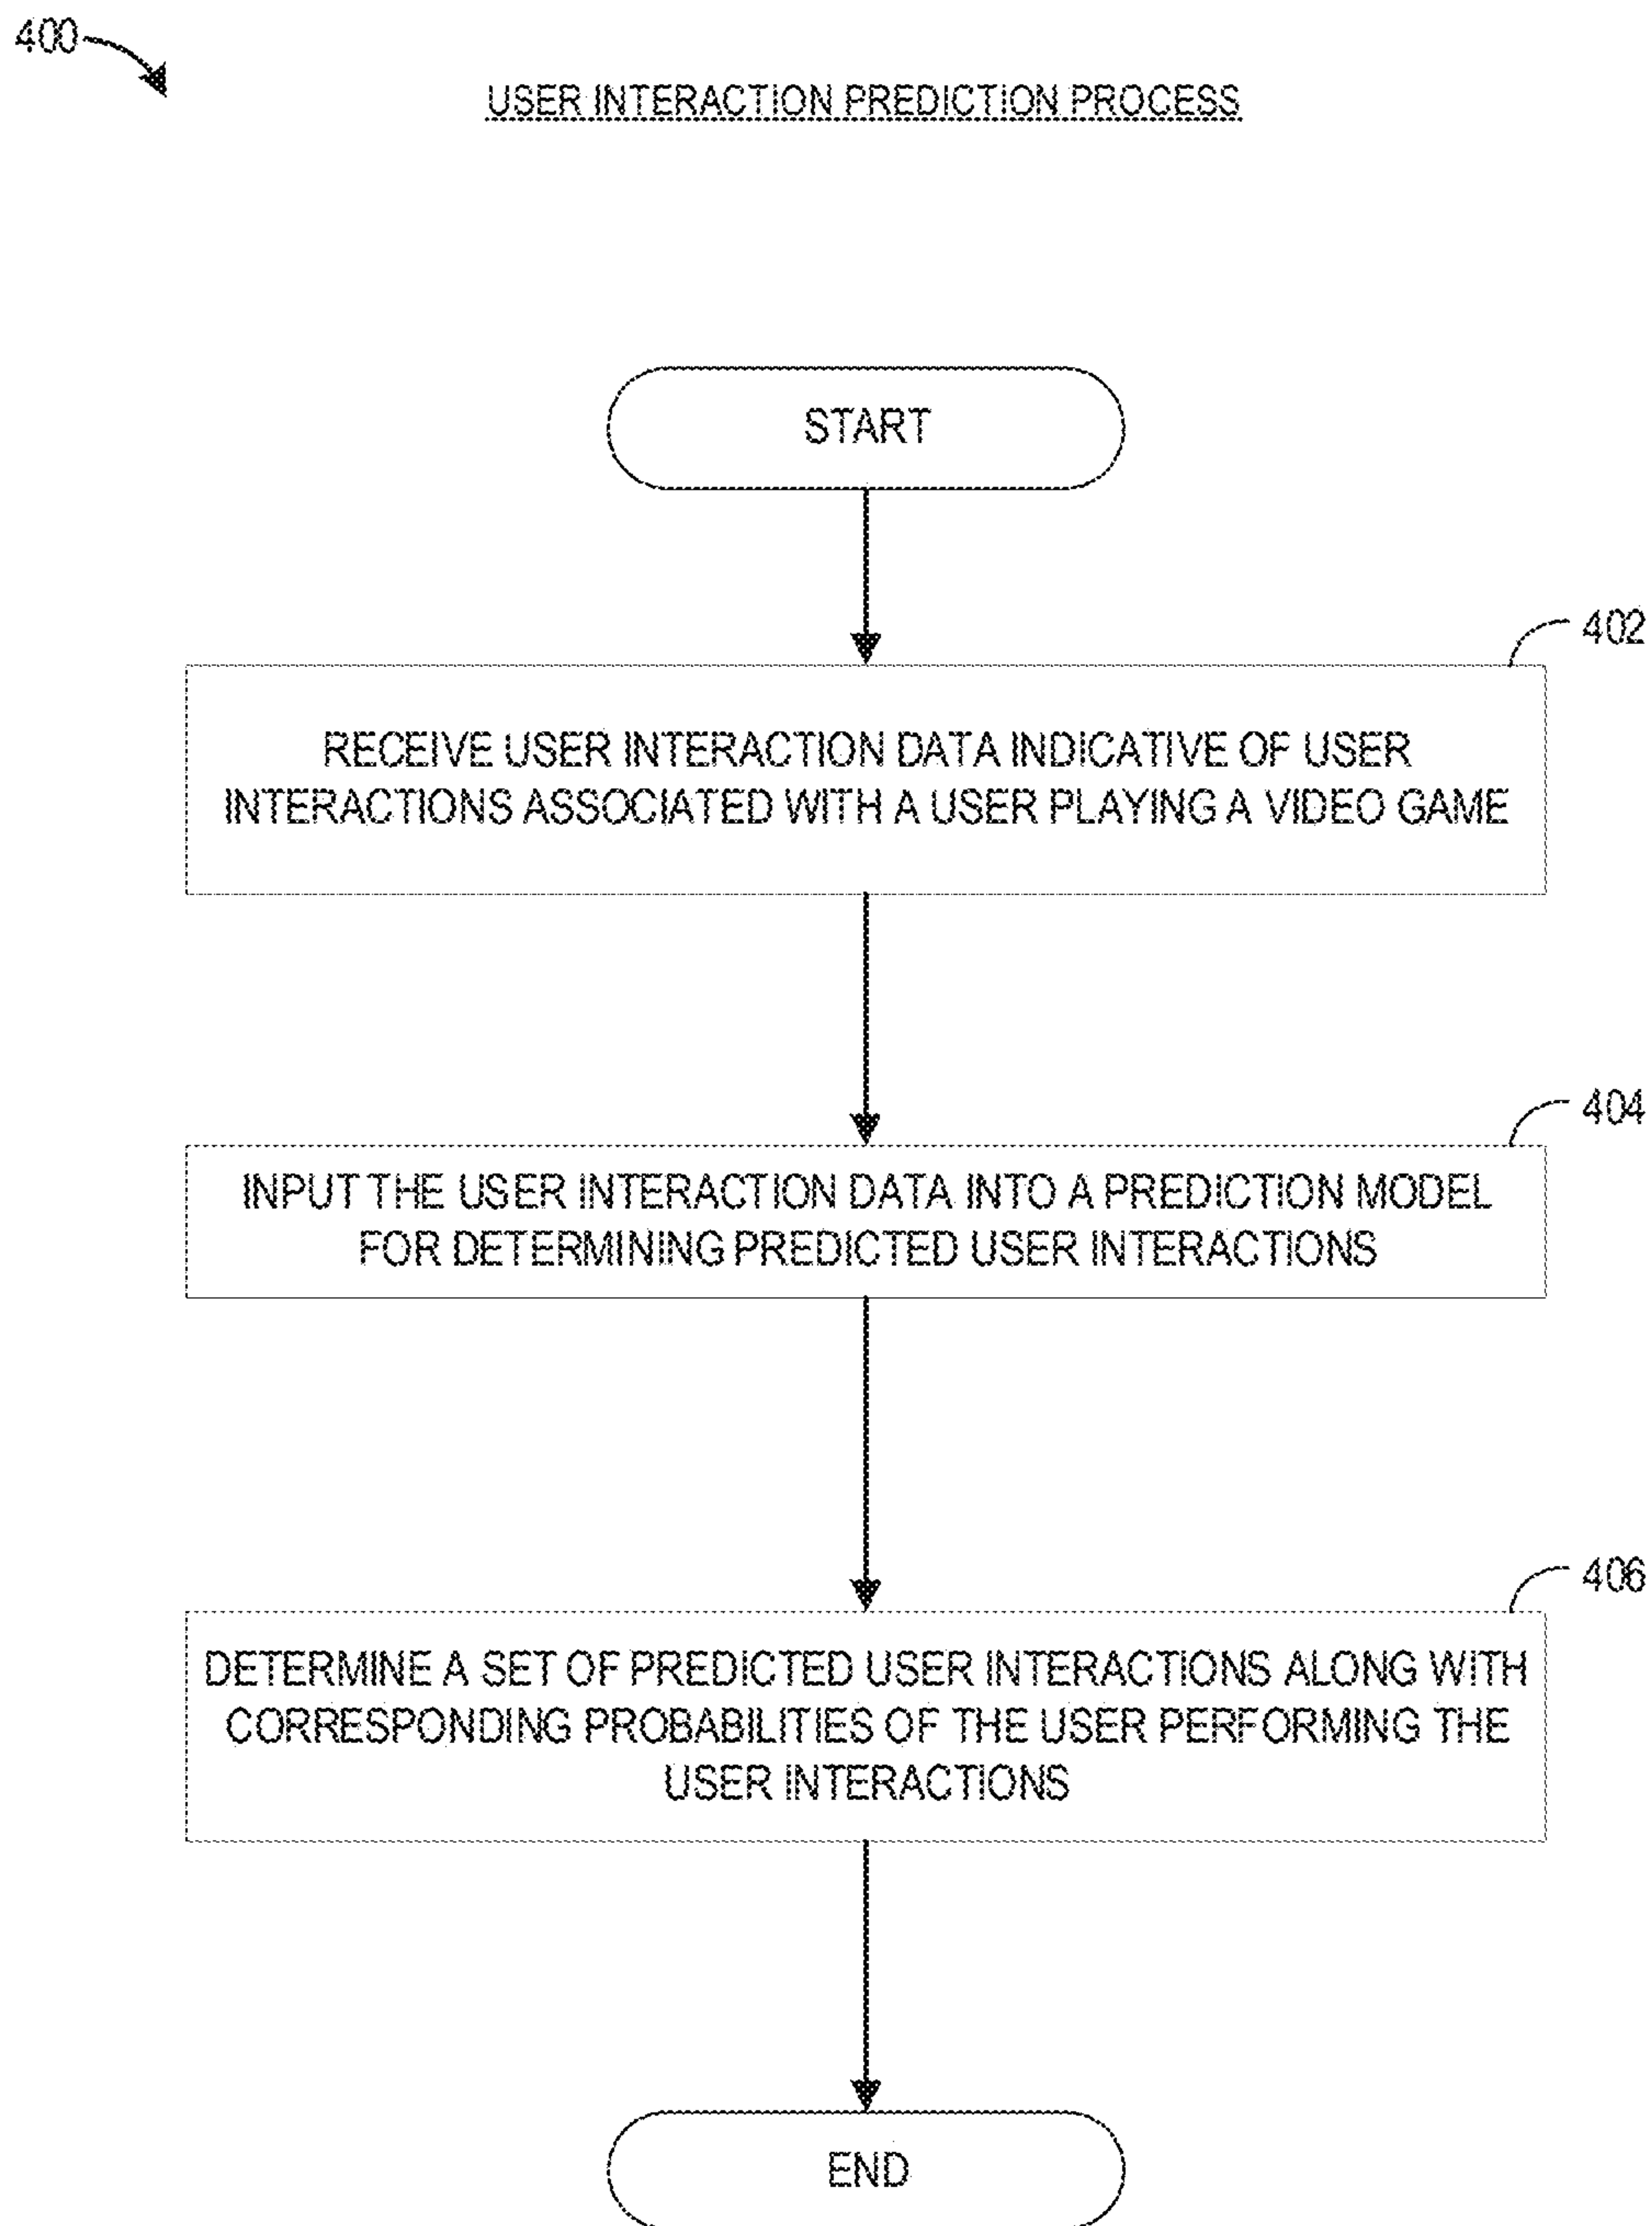 400
USER INTERACTION PREDICTION PROCESS
START
402
RECEIVE USER INTERACTION DATA INDICATIVE OF USER
INTERACTIONS ASSOCIATED WITH A USER PLAYING A VIDEO GAME
404
INPUT THE USER INTERACTION DATA INTO A PREDICTION MODEL
FOR DETERMINING PREDICTED USER INTERACTIONS
406
DETERMINE A SET OF PREDICTED USER INTERACTIONS ALONG WITH
CORRESPONDING PROBABILITIES OF THE USER PERFORMING THE
USER INTERACTIONS
END